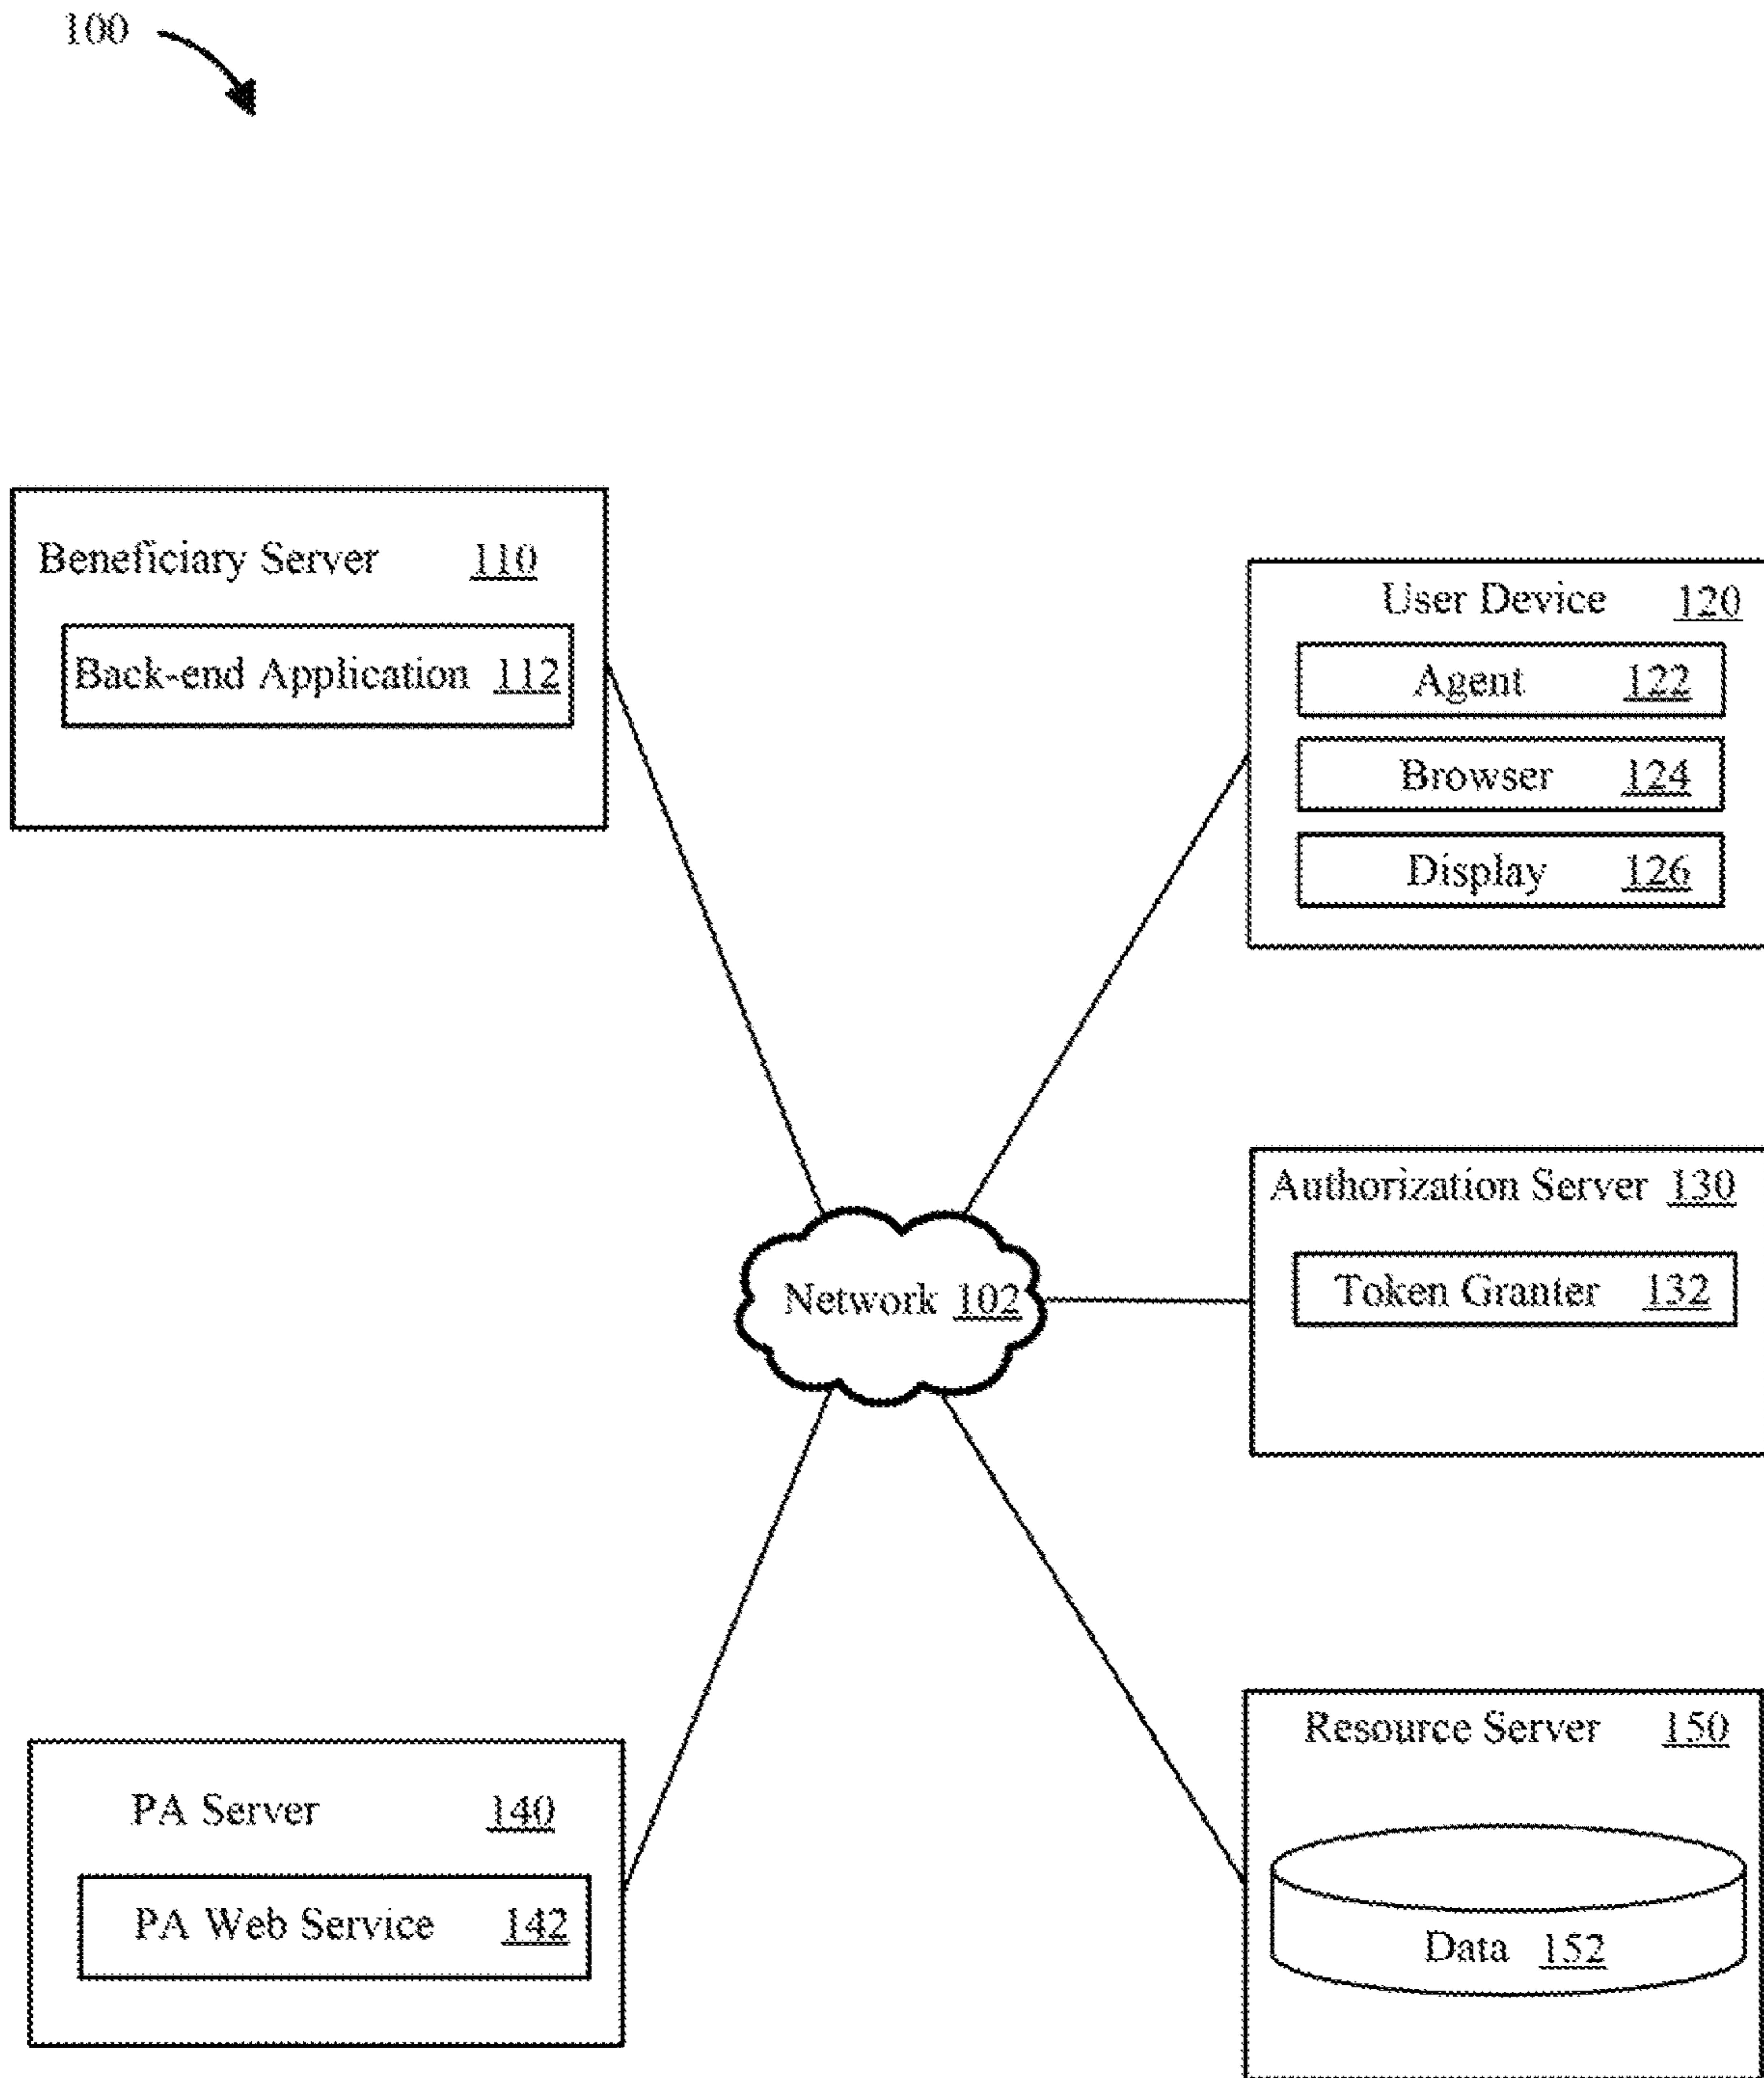 100
Beneficiary Server 110
Back-end Application 112
User Device 120
Agent 122
Browser 124
Display 126
Network 102
Authorization Server 130
Token Granter 132
PA Server 140
PA Web Service 142
Resource Server 150
Data 152